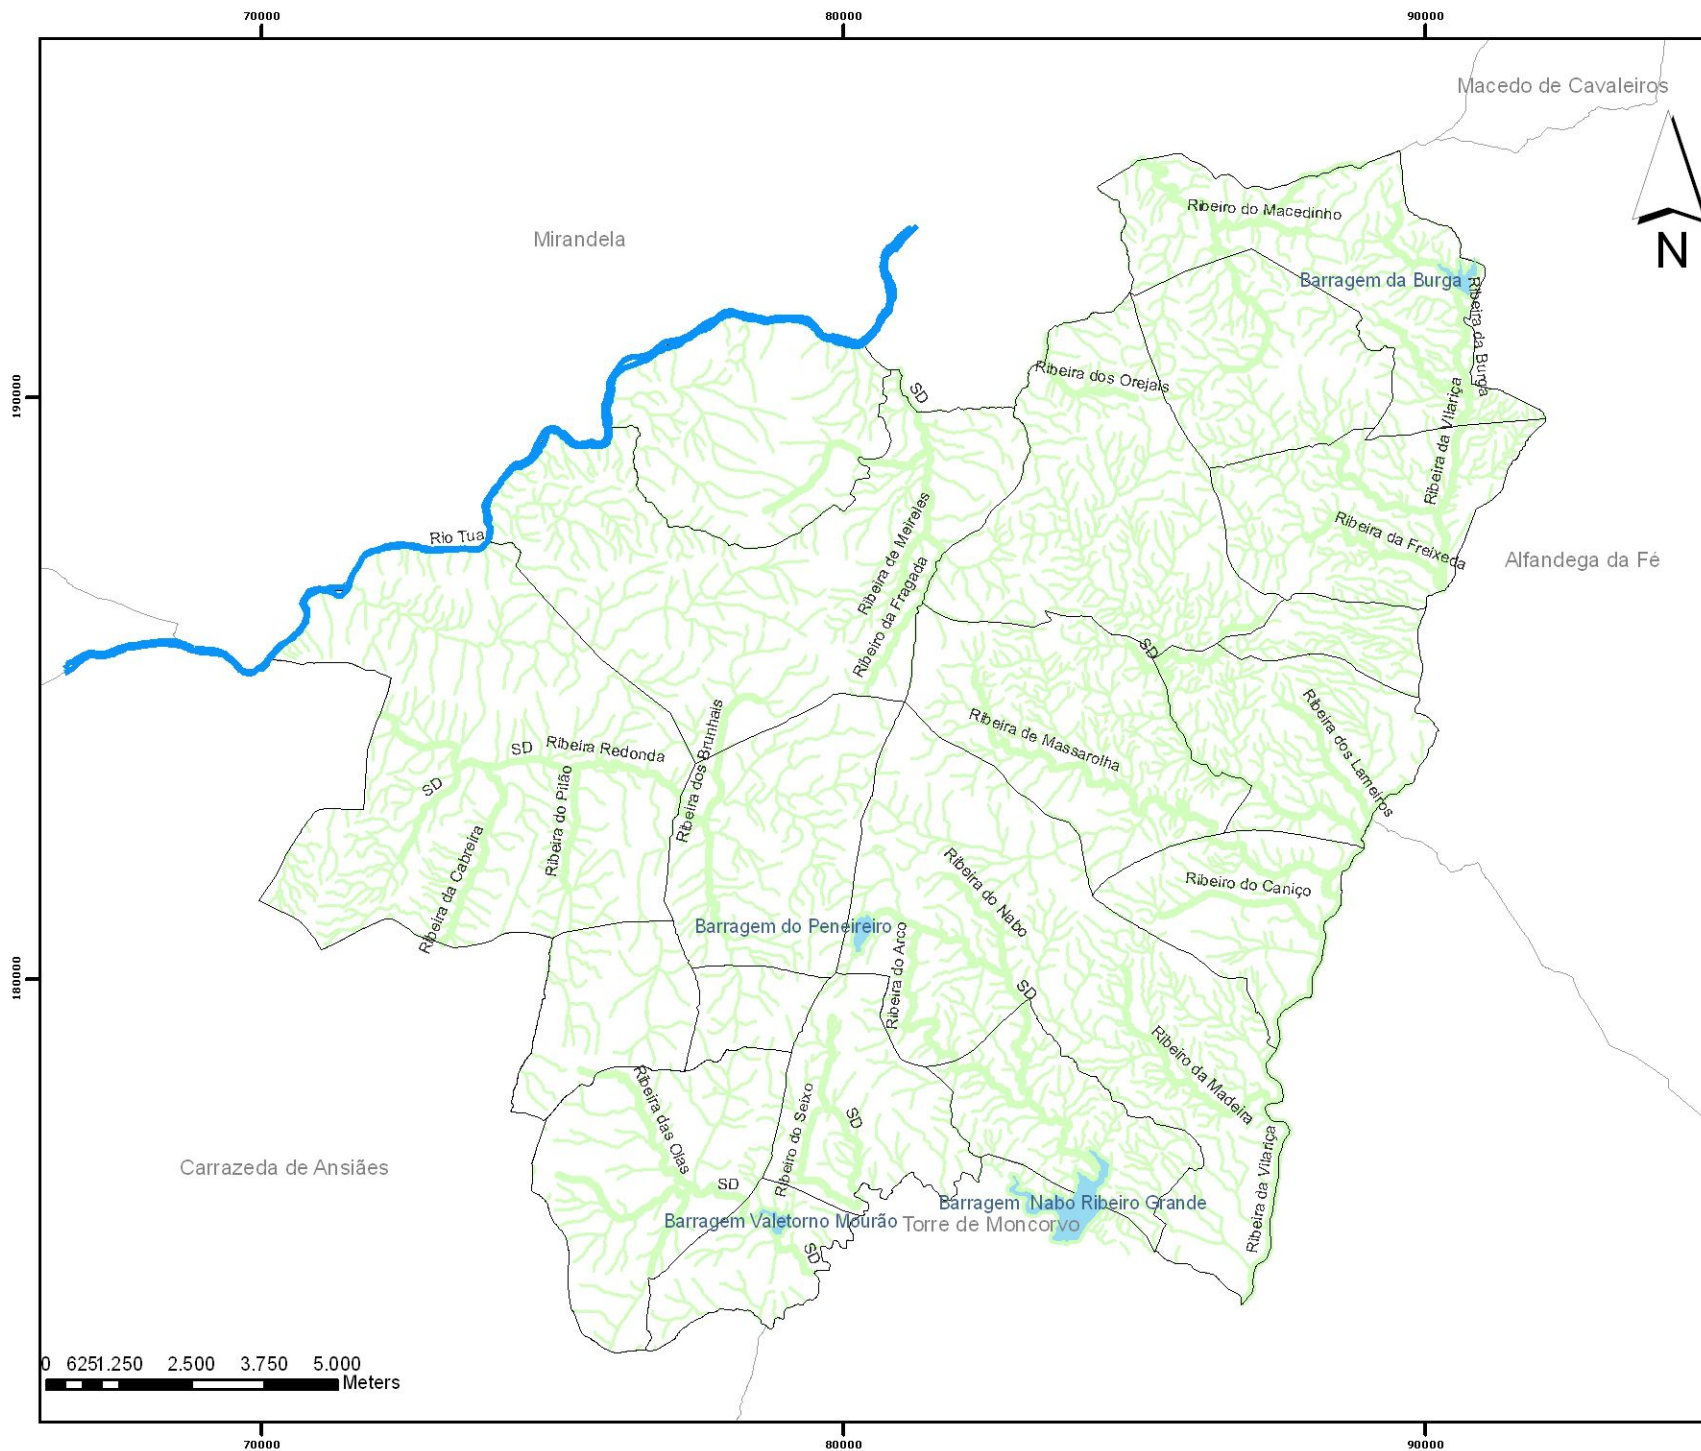 70000
80000
90000
Macedo de Cavaleiros
N
Mirandela
Ribeiro do Macedinho
Barragem da Burga
Ribeira da Burga
Ribeira dos Orejais
SD
190000
Ribeira da Vilariça
Ribeira da Freixeda
Alfandega da Fé
Rio Tua
Ribeira de Meireles
Ribeiro da Fragada
SD
Ribeira dos Lameiros
Ribeira de Massarolha
Ribeira dos Brunhais
SD
Ribeira Redonda
SD
Ribeira do Pitão
Ribeira da Cabreira
Ribeiro do Caniço
Ribeira do Nabo
Barragem do Peneireiro
Ribeira do Arco
SD
180000
Ribeiro da Madeira
Ribeira das Olas
Ribeiro do Seixo
SD
Ribeira da Vilariça
Carrazeda de Ansiães
SD
Barragem Nabo Ribeiro Grande
Barragem Valetorno Mourão
Torre de Moncorvo
SD
0 625 1.250 2.500 3.750 5.000
Meters
70000
80000
90000